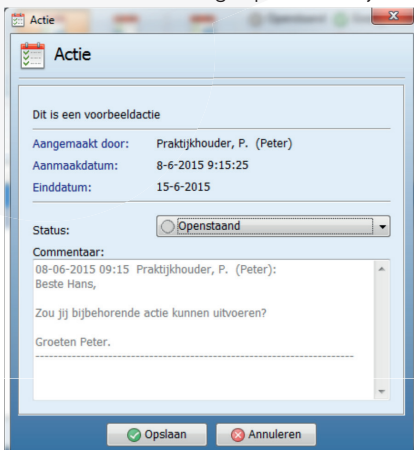 Actie
Actie
Dit is een voorbeeldactie
Aangemaakt door: Praktijkhouder, P. (Peter)
Aanmaakdatum: 8-6-2015 9:15:25
Einddatum: 15-6-2015
Status: Openstaand
Commentaar:
08-06-2015 09:15 Praktijkhouder, P. (Peter):
Beste Hans,
Zou jij bijbehorende actie kunnen uitvoeren?
Groeten Peter.
------------------------------------------------------------------------
Opslaan Annuleren